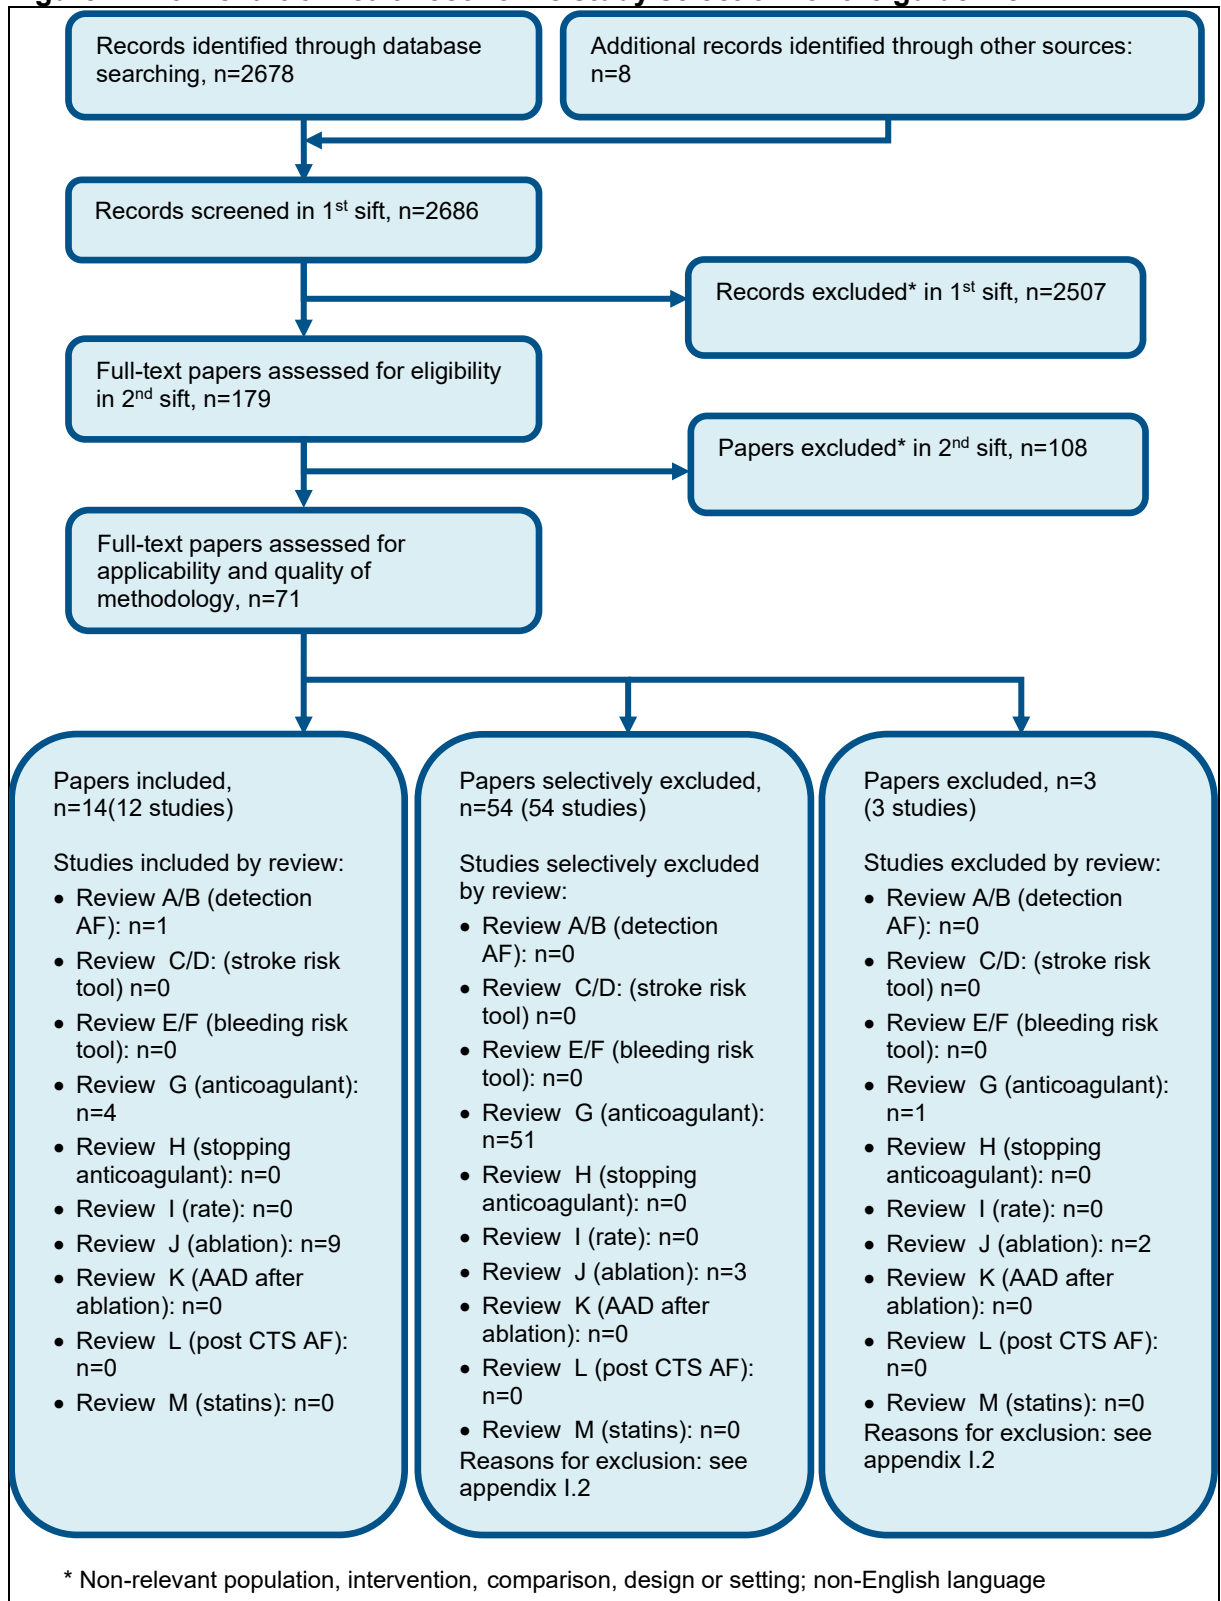 Records identified through database
searching, n=2678
Additional records identified through other sources:
n=8
Records screened in 1st sift, n=2686
Records excluded* in 1st sift, n=2507
Full-text papers assessed for eligibility
in 2nd sift, n=179
Papers excluded* in 2nd sift, n=108
Full-text papers assessed for
applicability and quality of
methodology, n=71
Papers included,
n=14(12 studies)
Studies included by review:
• Review A/B (detection
AF): n=1
• Review C/D: (stroke risk
tool) n=0
• Review E/F (bleeding risk
tool): n=0
• Review G (anticoagulant):
n=4
• Review H (stopping
anticoagulant): n=0
• Review I (rate): n=0
• Review J (ablation): n=9
• Review K (AAD after
ablation): n=0
• Review L (post CTS AF):
n=0
• Review M (statins): n=0
Papers selectively excluded,
n=54 (54 studies)
Studies selectively excluded
by review:
• Review A/B (detection
AF): n=0
• Review C/D: (stroke risk
tool) n=0
• Review E/F (bleeding risk
tool): n=0
• Review G (anticoagulant):
n=51
• Review H (stopping
anticoagulant): n=0
• Review I (rate): n=0
• Review J (ablation): n=3
• Review K (AAD after
ablation): n=0
• Review L (post CTS AF):
n=0
• Review M (statins): n=0
Reasons for exclusion: see
appendix I.2
Papers excluded, n=3
(3 studies)
Studies excluded by review:
• Review A/B (detection
AF): n=0
• Review C/D: (stroke risk
tool) n=0
• Review E/F (bleeding risk
tool): n=0
• Review G (anticoagulant):
n=1
• Review H (stopping
anticoagulant): n=0
• Review I (rate): n=0
• Review J (ablation): n=2
• Review K (AAD after
ablation): n=0
• Review L (post CTS AF):
n=0
• Review M (statins): n=0
Reasons for exclusion: see
appendix I.2
* Non-relevant population, intervention, comparison, design or setting; non-English language